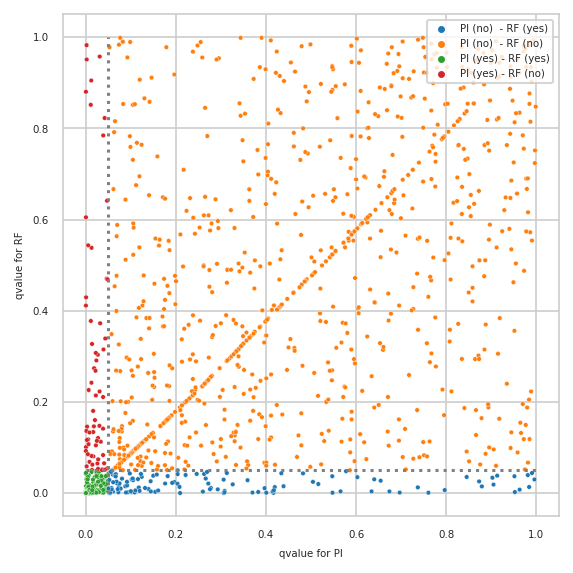 PI (no) - RF (yes)
PI (no) - RF (no)
PI (yes) - RF (yes)
PI (yes) - RF (no)
1.0
0.8
0.6
0.4
0.2
0.0
qvalue for RF
0.0 0.2 0.4 0.6 0.8 1.0
qvalue for PI